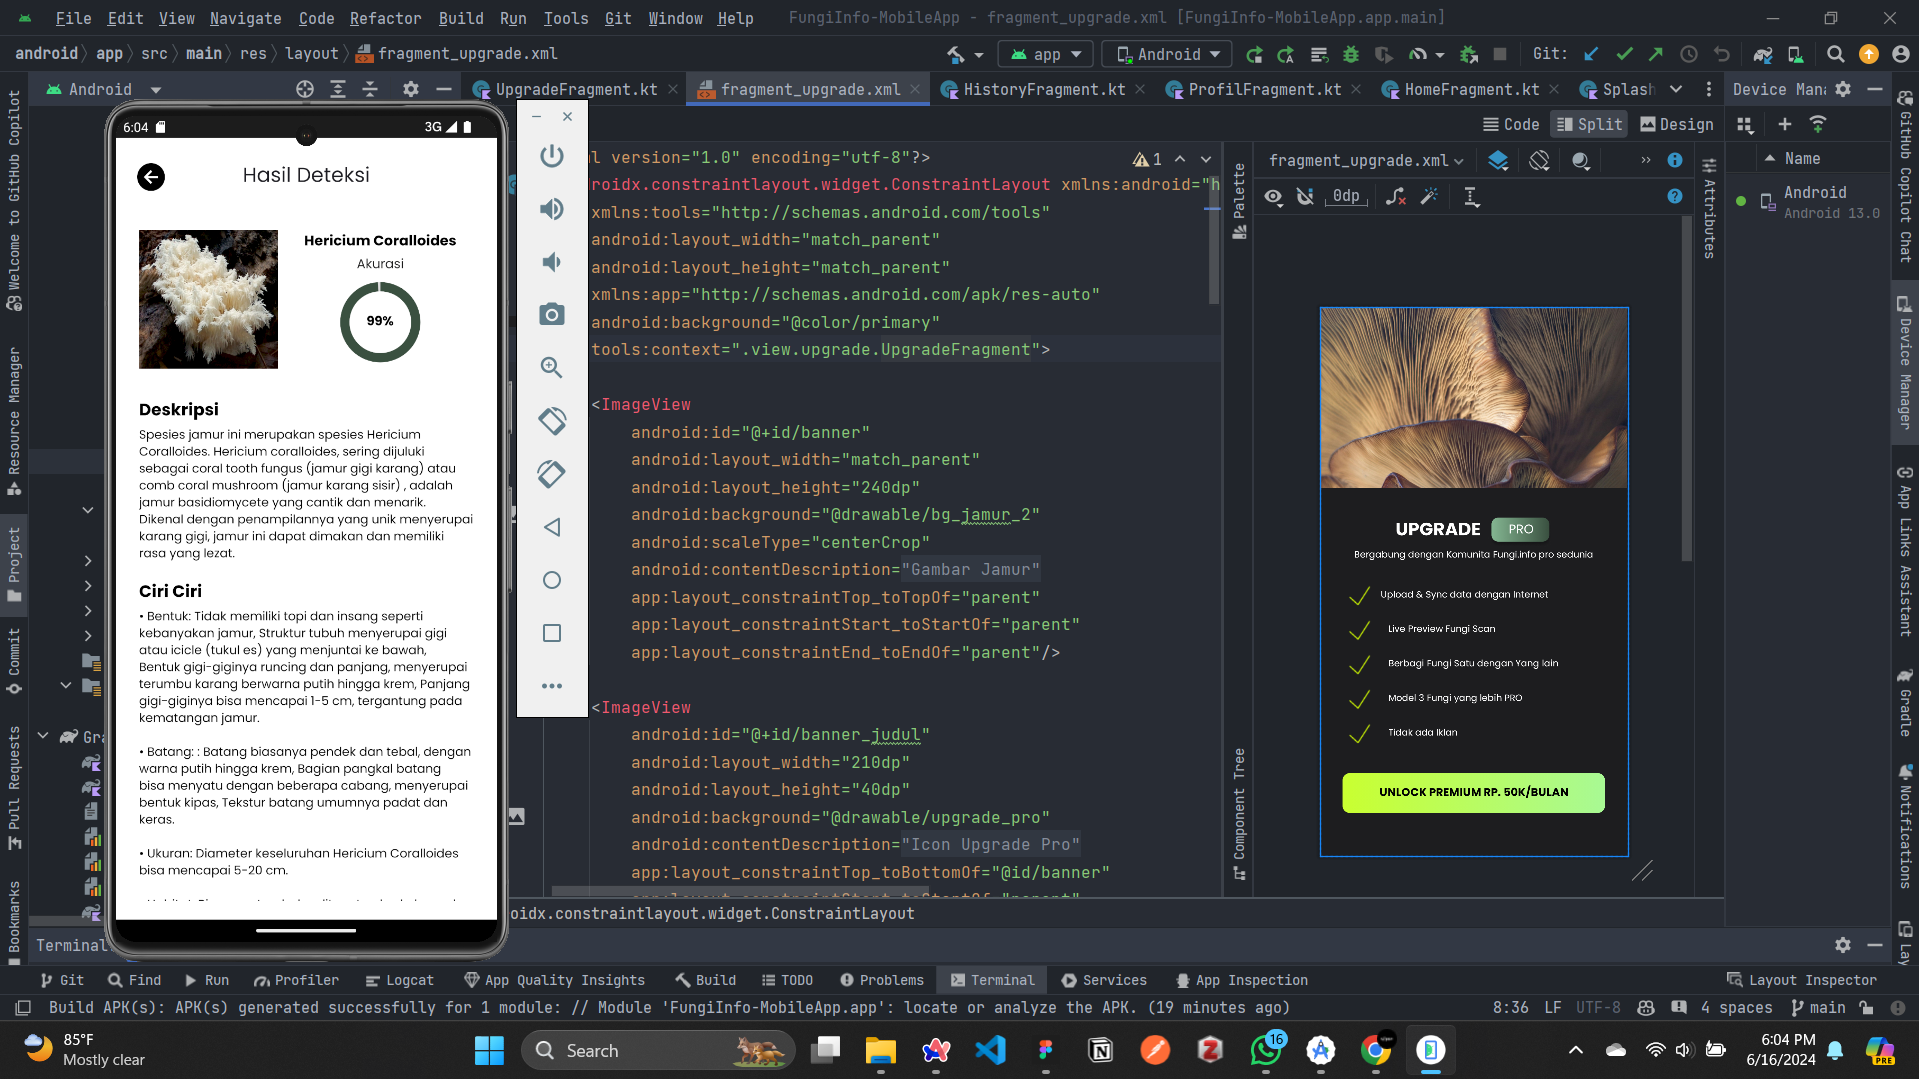 File Edit View Navigate Code Refactor Build Run Tools Git Window Help FungiInfo-MobileApp - fragment_upgrade.xml [FungiInfo-MobileApp.app.main]
android app src main res layout fragment_upgrade.xml
app Android Git:
Android UpgradeFragment.kt fragment_upgrade.xml HistoryFragment.kt ProfilFragment.kt HomeFragment.kt Splash Device Mana
Code Split Design
6:04 3G
Hasil Deteksi
Hericium Coralloides
Akurasi
99%
Deskripsi
Spesies jamur ini merupakan spesies Hericium
Coralloides. Hericium coralloides, sering dijuluki
sebagai coral tooth fungus (jamur gigi karang) atau
comb coral mushroom (jamur karang sisir) , adalah
jamur basidiomycete yang cantik dan menarik.
Dikenal dengan penampilannya yang unik menyerupai
karang gigi, jamur ini dapat dimakan dan memiliki
rasa yang lezat.
Ciri Ciri
• Bentuk: Tidak memiliki topi dan insang seperti
kebanyakan jamur, Struktur tubuh menyerupai gigi
atau icicle (tukul es) yang menjuntai ke bawah,
Bentuk gigi-giginya runcing dan panjang, menyerupai
terumbu karang berwarna putih hingga krem, Panjang
gigi-giginya bisa mencapai 1-5 cm, tergantung pada
kematangan jamur.
• Batang: : Batang biasanya pendek dan tebal, dengan
warna putih hingga krem, Bagian pangkal batang
bisa menyatu dengan beberapa cabang, menyerupai
bentuk kipas, Tekstur batang umumnya padat dan
keras.
• Ukuran: Diameter keseluruhan Hericium Coralloides
bisa mencapai 5-20 cm.
l version="1.0" encoding="utf-8"?>
roidx.constraintlayout.widget.ConstraintLayout xmlns:android="h
xmlns:tools="http://schemas.android.com/tools"
android:layout_width="match_parent"
android:layout_height="match_parent"
xmlns:app="http://schemas.android.com/apk/res-auto"
android:background="@color/primary"
tools:context=".view.upgrade.UpgradeFragment">
<ImageView
android:id="@+id/banner"
android:layout_width="match_parent"
android:layout_height="240dp"
android:background="@drawable/bg_jamur_2"
android:scaleType="centerCrop"
android:contentDescription="Gambar Jamur"
app:layout_constraintTop_toTopOf="parent"
app:layout_constraintStart_toStartOf="parent"
app:layout_constraintEnd_toEndOf="parent"/>
<ImageView
android:id="@+id/banner_judul"
android:layout_width="210dp"
android:layout_height="40dp"
android:background="@drawable/upgrade_pro"
android:contentDescription="Icon Upgrade Pro"
app:layout_constraintTop_toBottomOf="@id/banner"
oidx.constraintlayout.widget.ConstraintLayout
1
Palette
Component Tree
fragment_upgrade.xml
0dp
UPGRADE PRO
Bergabung dengan Komunita Fungi.info pro sedunia
Upload & Sync data dengan Internet
Live Preview Fungi Scan
Berbagi Fungi Satu dengan Yang lain
Model 3 Fungi yang lebih PRO
Tidak ada Iklan
UNLOCK PREMIUM RP. 50K/BULAN
Attributes
Name
Android
Android 13.0
Welcome to GitHub Copilot
Resource Manager
Project
Commit
Pull Requests
Bookmarks
Gra
GitHub Copilot Chat
Device Manager
App Links Assistant
Gradle
Notifications
Lay
Terminal
Git Find Run Profiler Logcat App Quality Insights Build TODO Problems Terminal Services App Inspection Layout Inspector
Build APK(s): APK(s) generated successfully for 1 module: // Module 'FungiInfo-MobileApp.app': locate or analyze the APK. (19 minutes ago) 8:36 LF UTF-8 4 spaces main
85°F
Mostly clear
Search
16
PRE
6:04 PM
6/16/2024